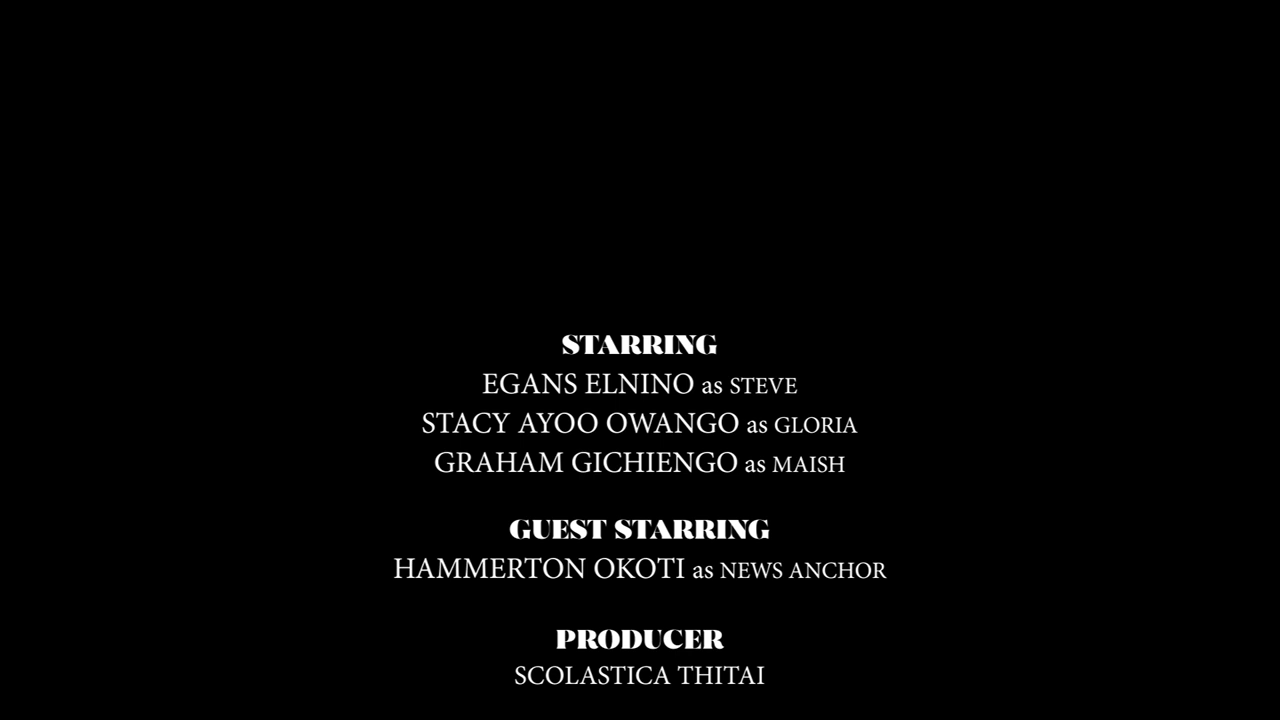 STARRING
EGANS ELNINO as STEVE
STACY AYOO OWANGO as GLORIA
GRAHAM GICHIENGO as MAISH
GUEST STARRING
HAMMERTON OKOTI as NEWS ANCHOR
PRODUCER
SCOLASTICA THITAI